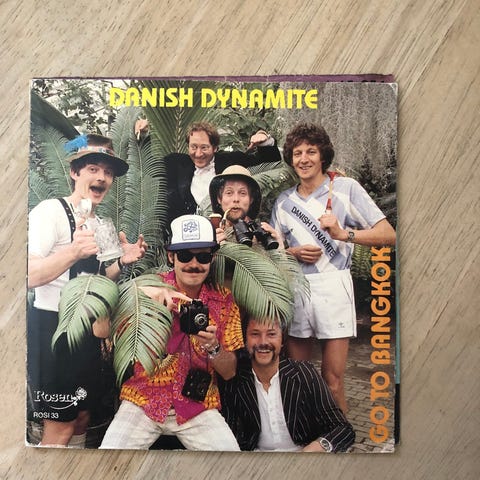 DANISH DYNAMITE
DANISH DYNAMITE
GO TO BANGKOK
Rosen
ROSI 33